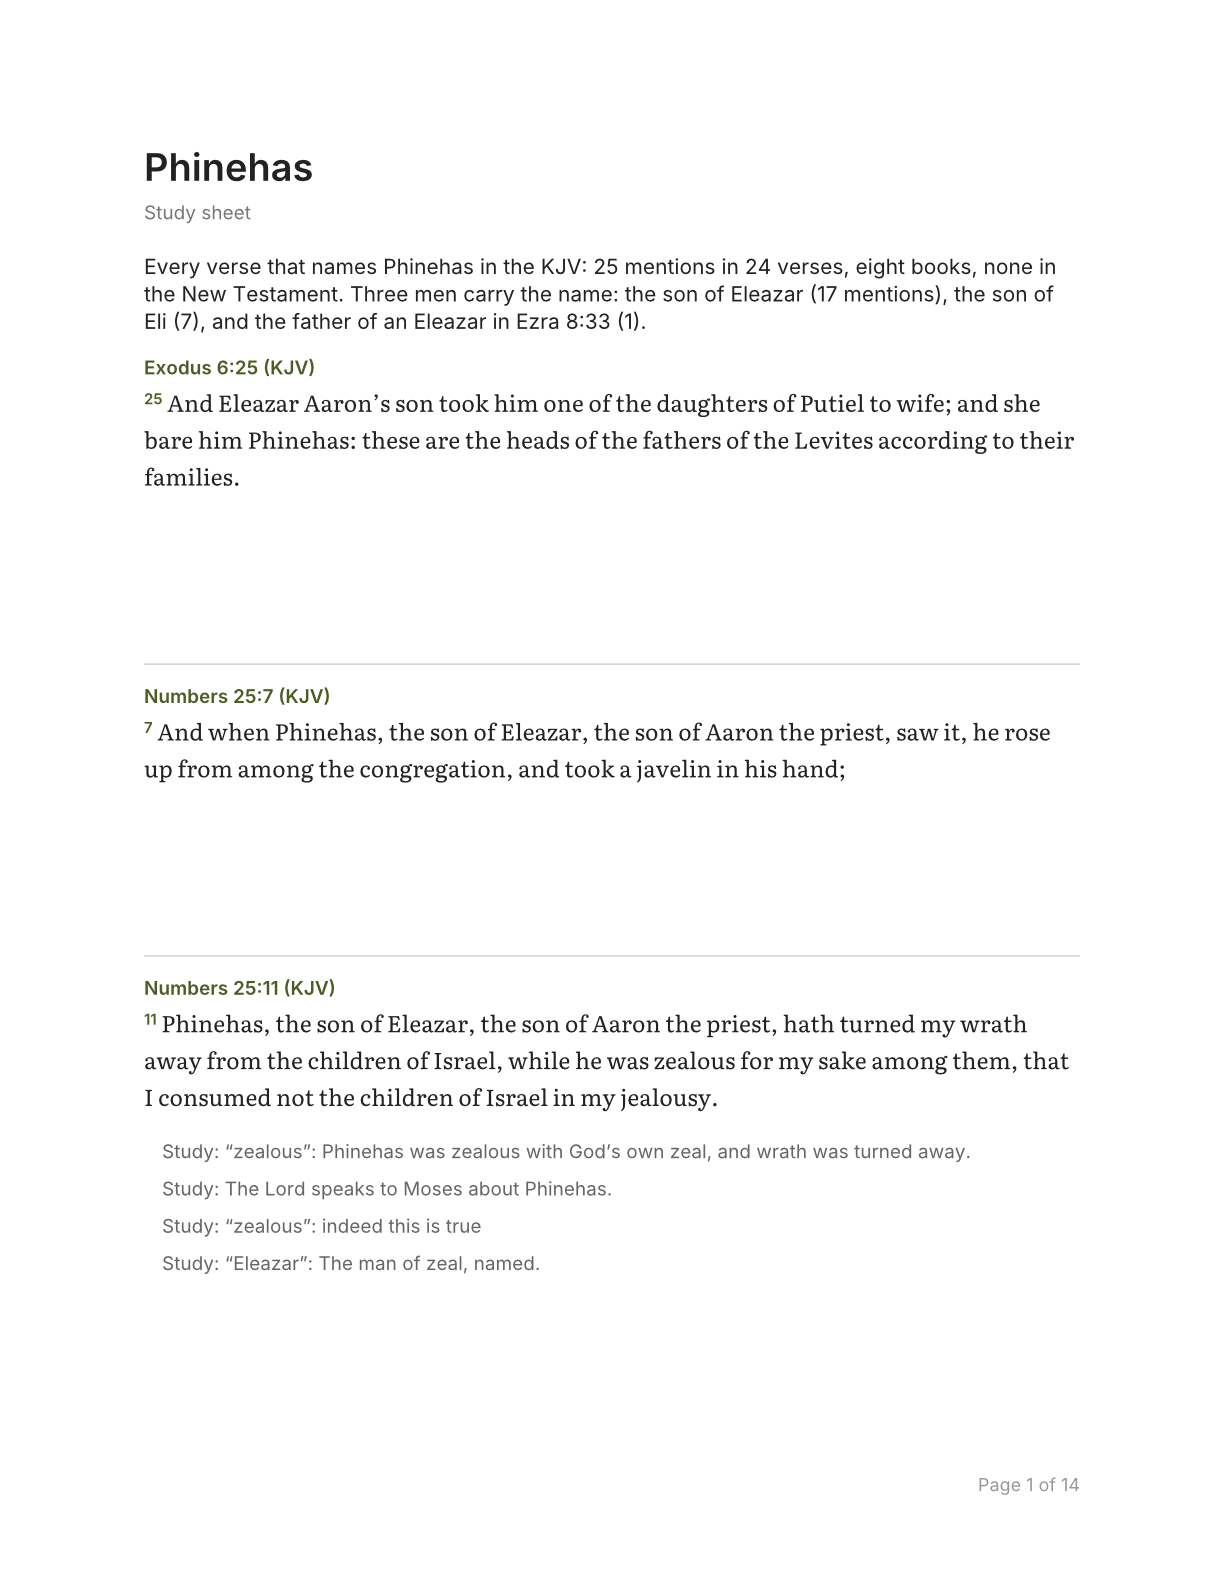 Phinehas
Study sheet
Every verse that names Phinehas in the KJV: 25 mentions in 24 verses, eight books, none in
the New Testament. Three men carry the name: the son of Eleazar (17 mentions), the son of
Eli (7), and the father of an Eleazar in Ezra 8:33 (1).
Exodus 6:25 (KJV)
25 And Eleazar Aaron’s son took him one of the daughters of Putiel to wife; and she
bare him Phinehas: these are the heads of the fathers of the Levites according to their
families.
Numbers 25:7 (KJV)
7 And when Phinehas, the son of Eleazar, the son of Aaron the priest, saw it, he rose
up from among the congregation, and took a javelin in his hand;
Numbers 25:11 (KJV)
11 Phinehas, the son of Eleazar, the son of Aaron the priest, hath turned my wrath
away from the children of Israel, while he was zealous for my sake among them, that
I consumed not the children of Israel in my jealousy.
Study: “zealous”: Phinehas was zealous with God’s own zeal, and wrath was turned away.
Study: The Lord speaks to Moses about Phinehas.
Study: “zealous”: indeed this is true
Study: “Eleazar”: The man of zeal, named.
Page 1 of 14